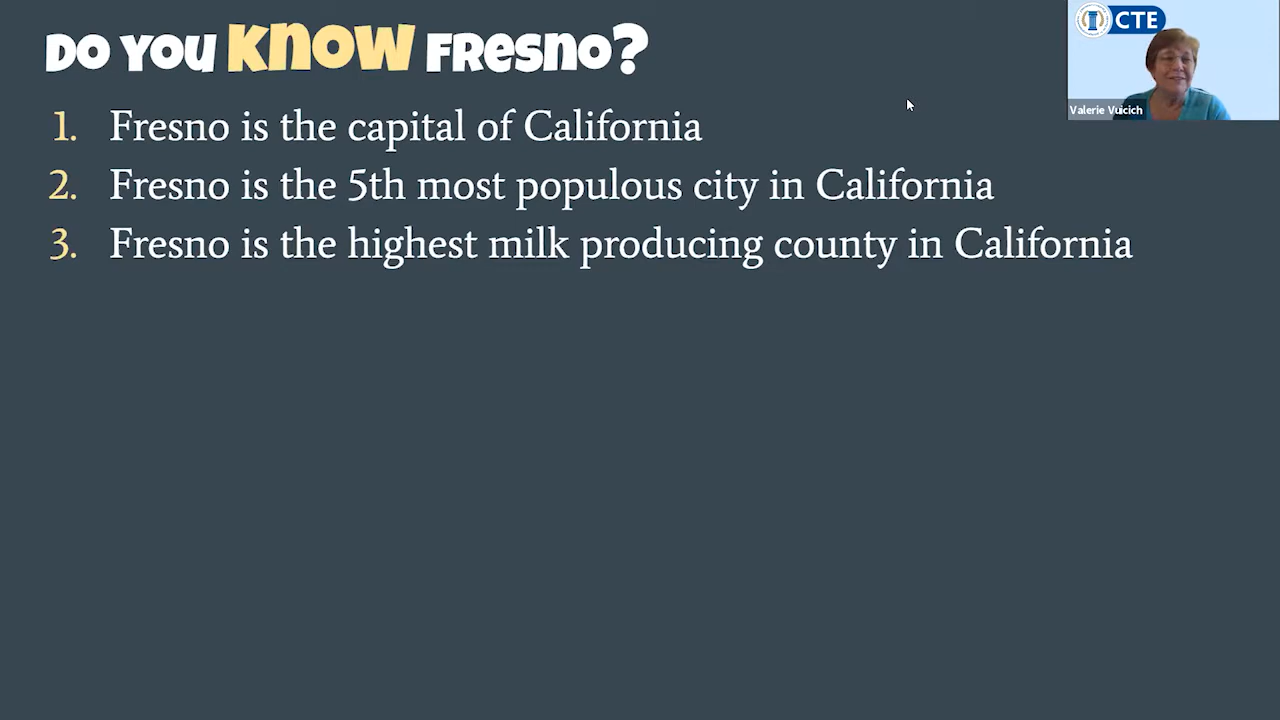 Do you know Fresno?
1. Fresno is the capital of California
2. Fresno is the 5th most populous city in California
3. Fresno is the highest milk producing county in California
CTE
Valerie Vuicich